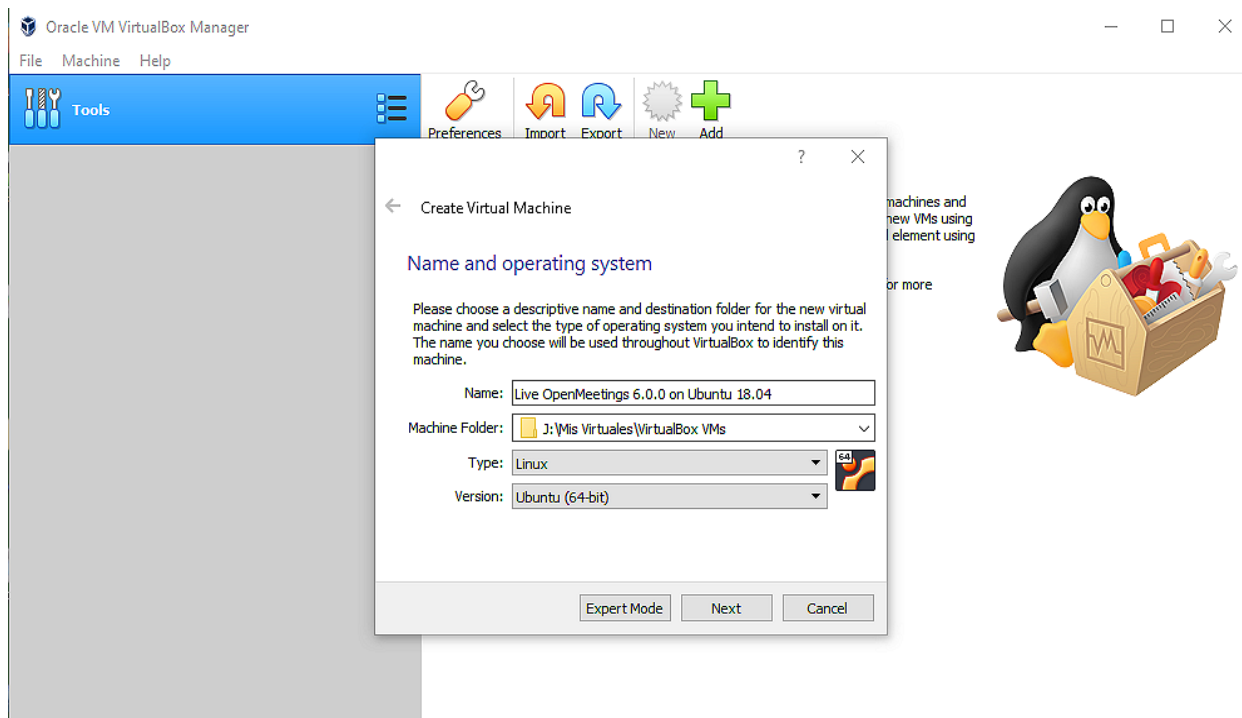 Oracle VM VirtualBox Manager
File Machine Help
Tools
Preferences Import Export New Add
machines and
new VMs using
element using
or more
? 
Create Virtual Machine
Name and operating system
Please choose a descriptive name and destination folder for the new virtual
machine and select the type of operating system you intend to install on it.
The name you choose will be used throughout VirtualBox to identify this
machine.
Name: Live OpenMeetings 6.0.0 on Ubuntu 18.04
Machine Folder: J:\Mis Virtuales\VirtualBox VMs
Type: Linux
64
Version: Ubuntu (64-bit)
Expert Mode Next Cancel